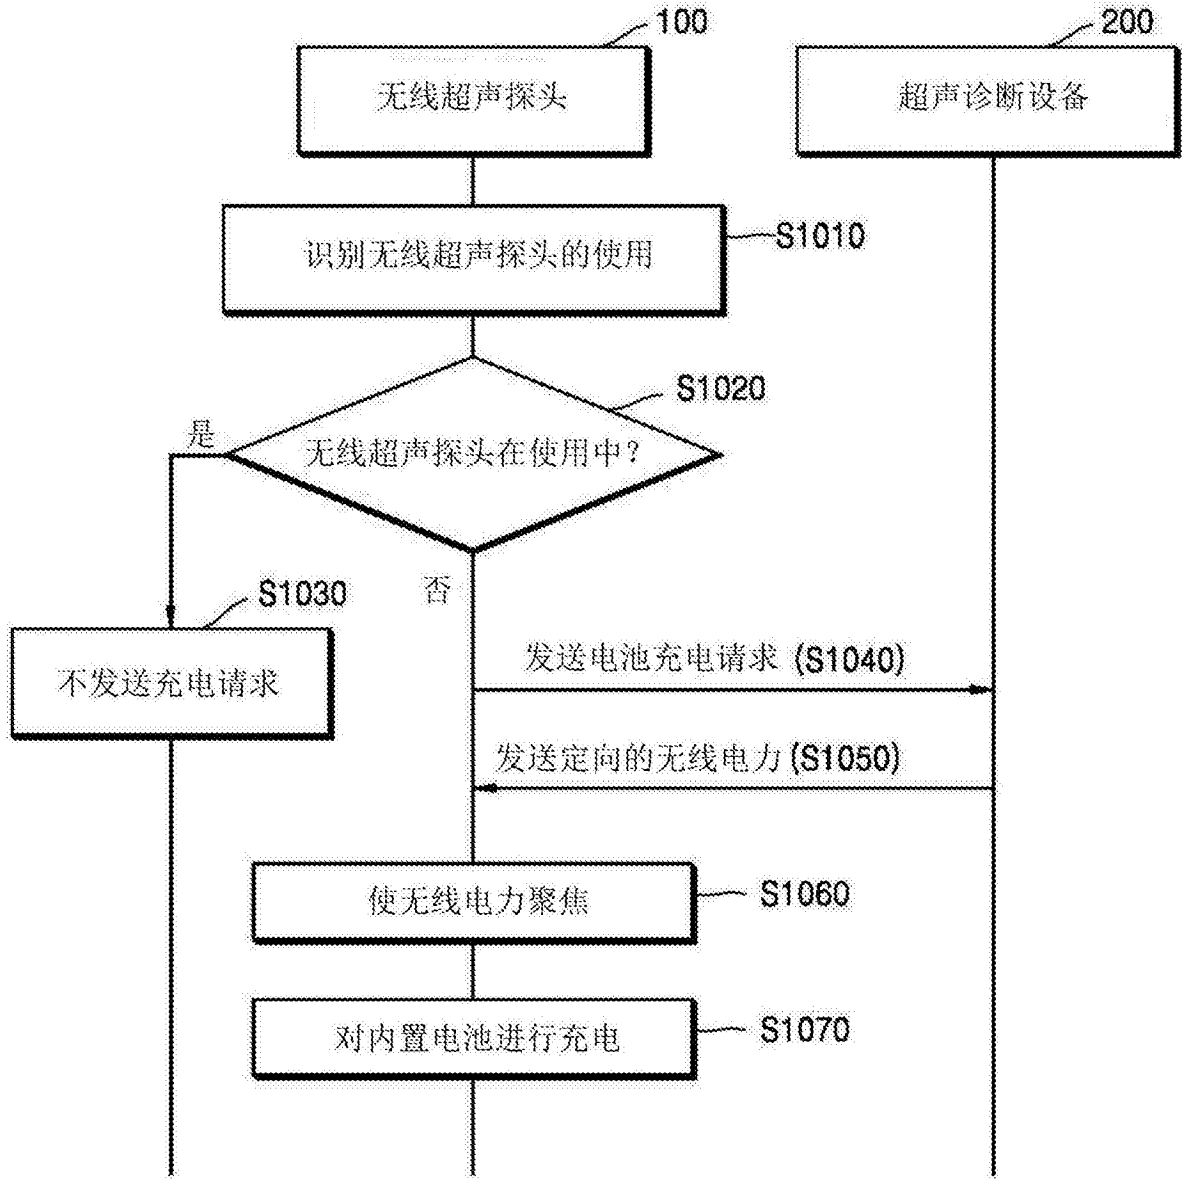 100
200
无线超声探头
超声诊断设备
识别无线超声探头的使用
S1010
S1020
是
无线超声探头在使用中?
否
S1030
不发送充电请求
发送电池充电请求 (S1040)
发送定向的无线电力(S1050)
使无线电力聚焦
S1060
对内置电池进行充电
S1070